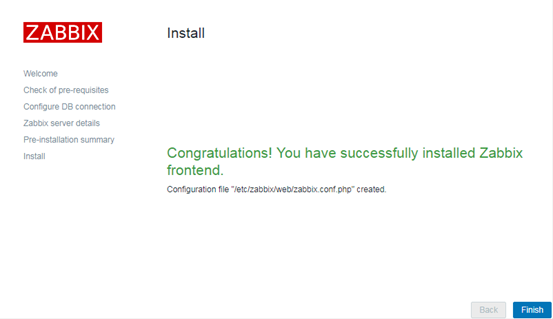 ZABBIX
Install
Welcome
Check of pre-requisites
Configure DB connection
Zabbix server details
Pre-installation summary
Install
Congratulations! You have successfully installed Zabbix
frontend.
Configuration file "/etc/zabbix/web/zabbix.conf.php" created.
Back
Finish